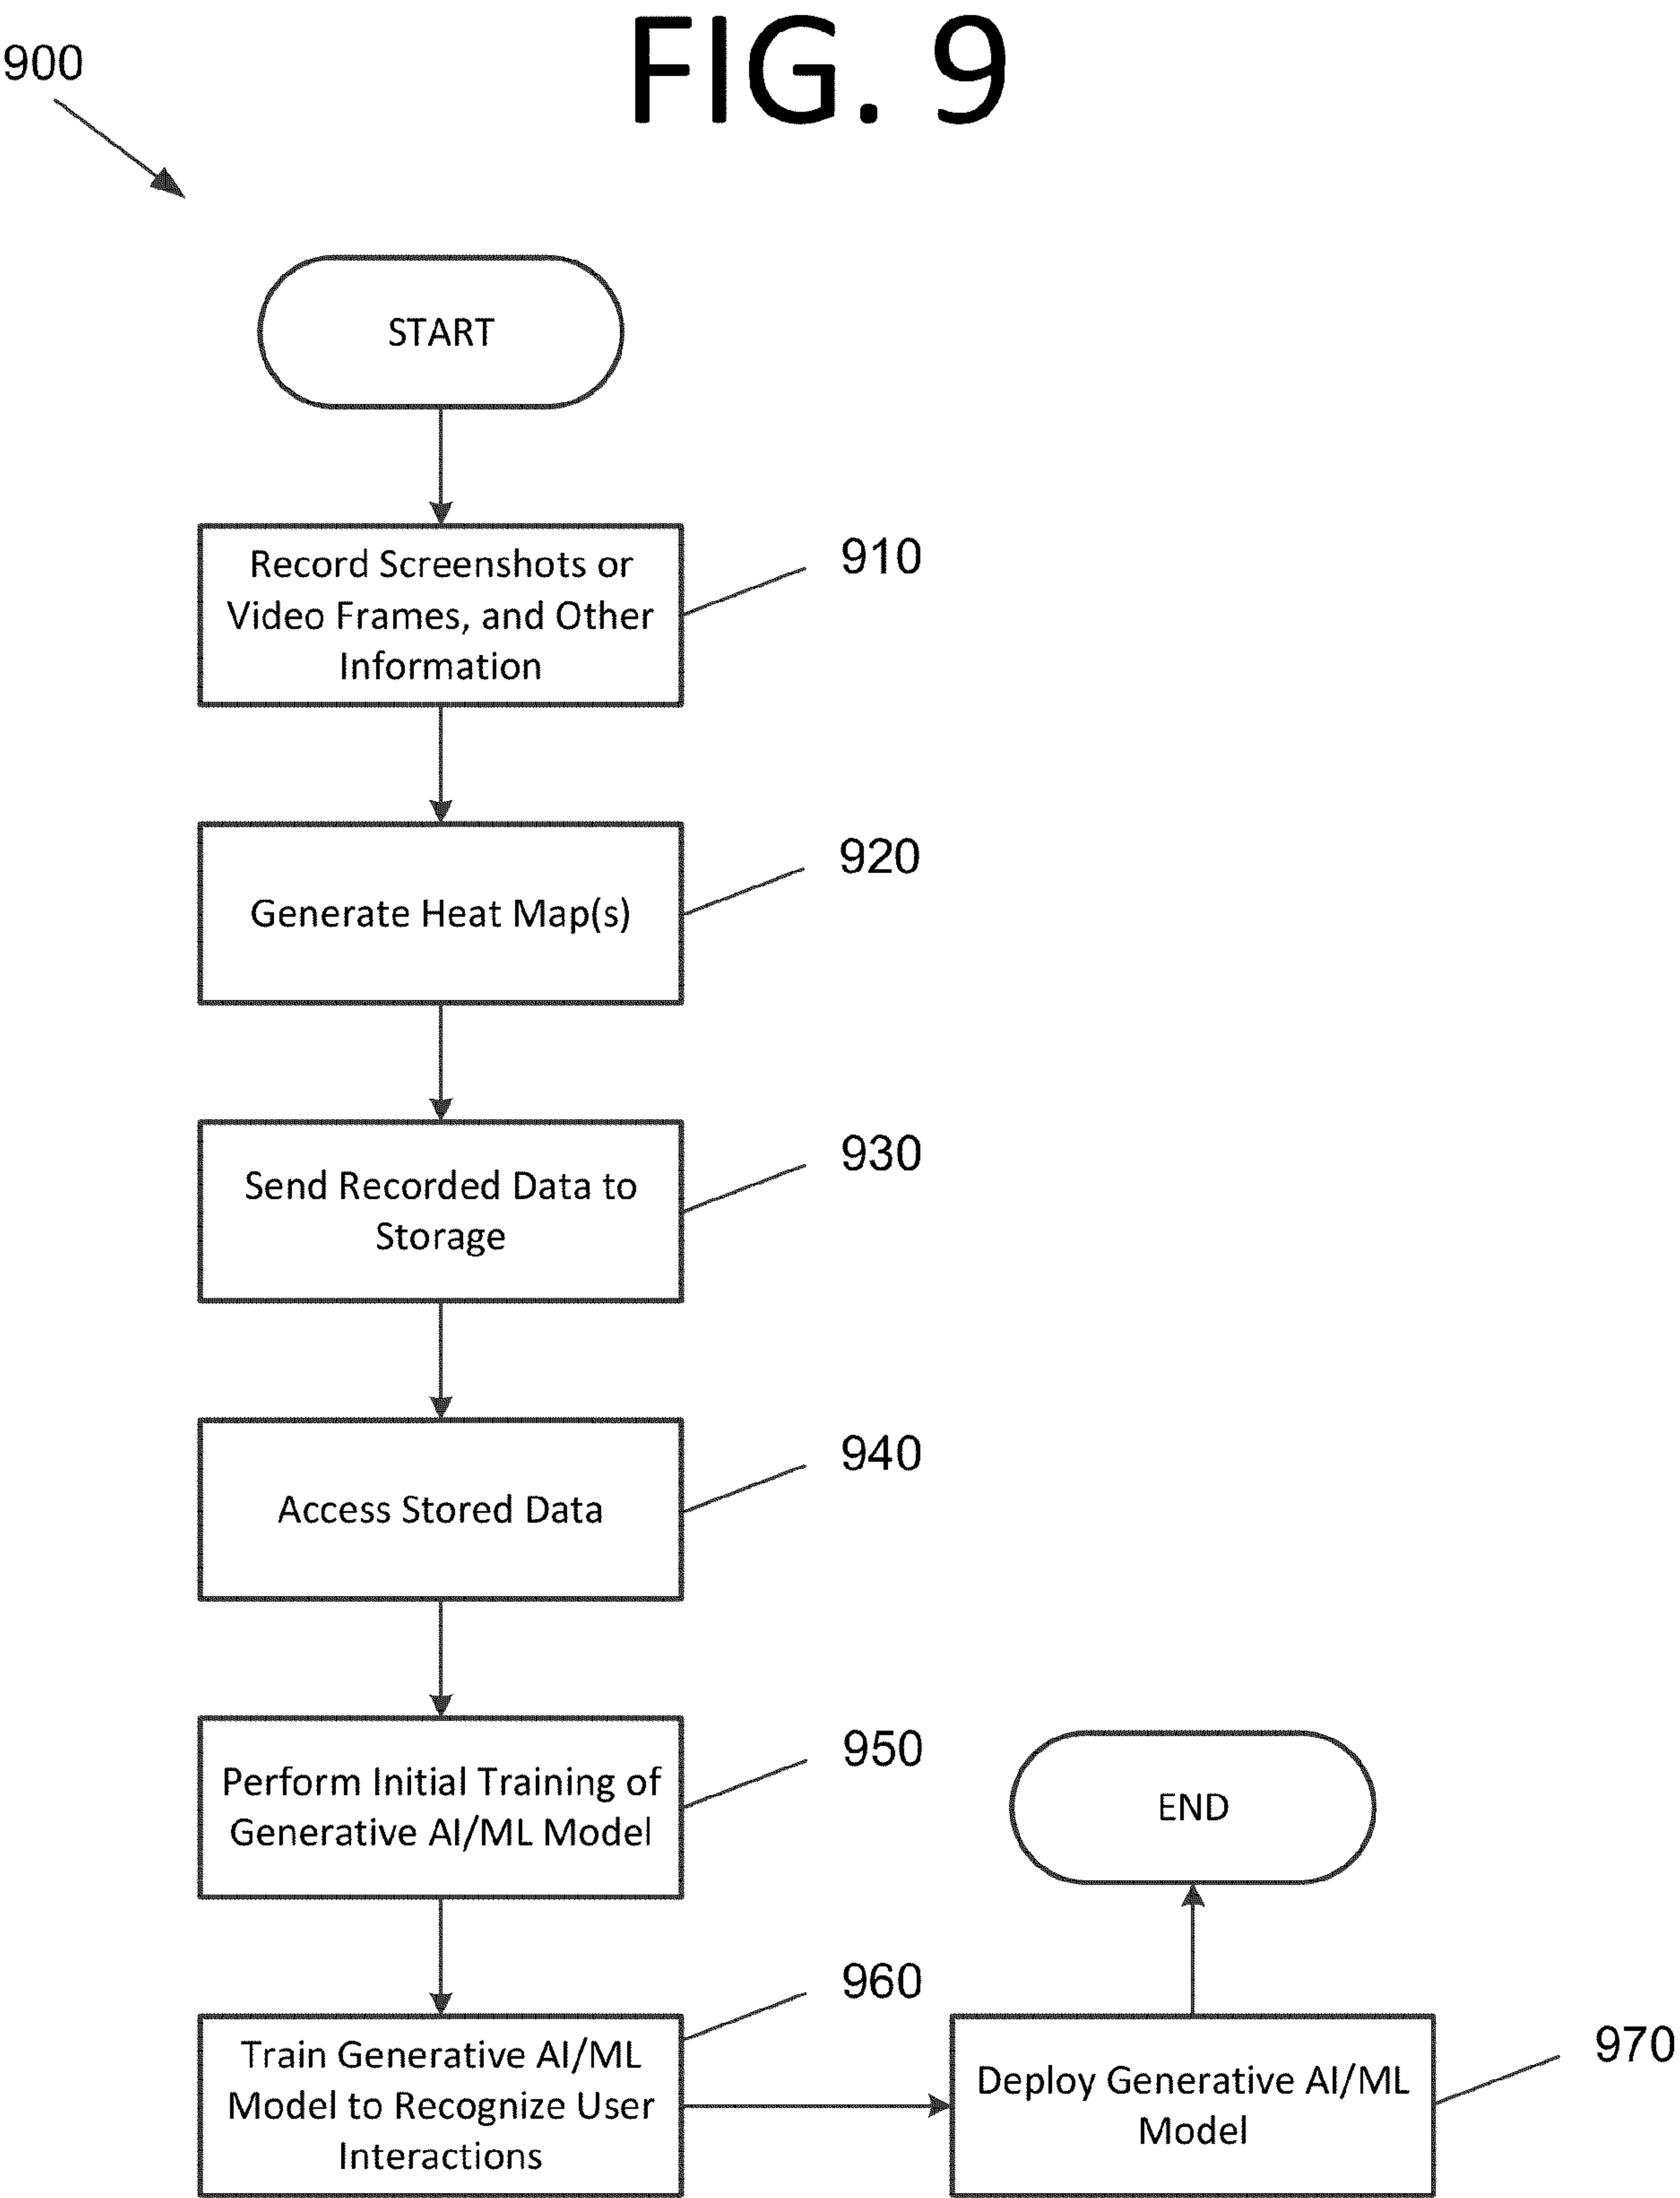 FIG. 9
900
START
Record Screenshots or
Video Frames, and Other
Information
910
Generate Heat Map(s)
920
Send Recorded Data to
Storage
930
Access Stored Data
940
Perform Initial Training of
Generative AI/ML Model
950
Train Generative AI/ML
Model to Recognize User
Interactions
960
Deploy Generative AI/ML
Model
970
END